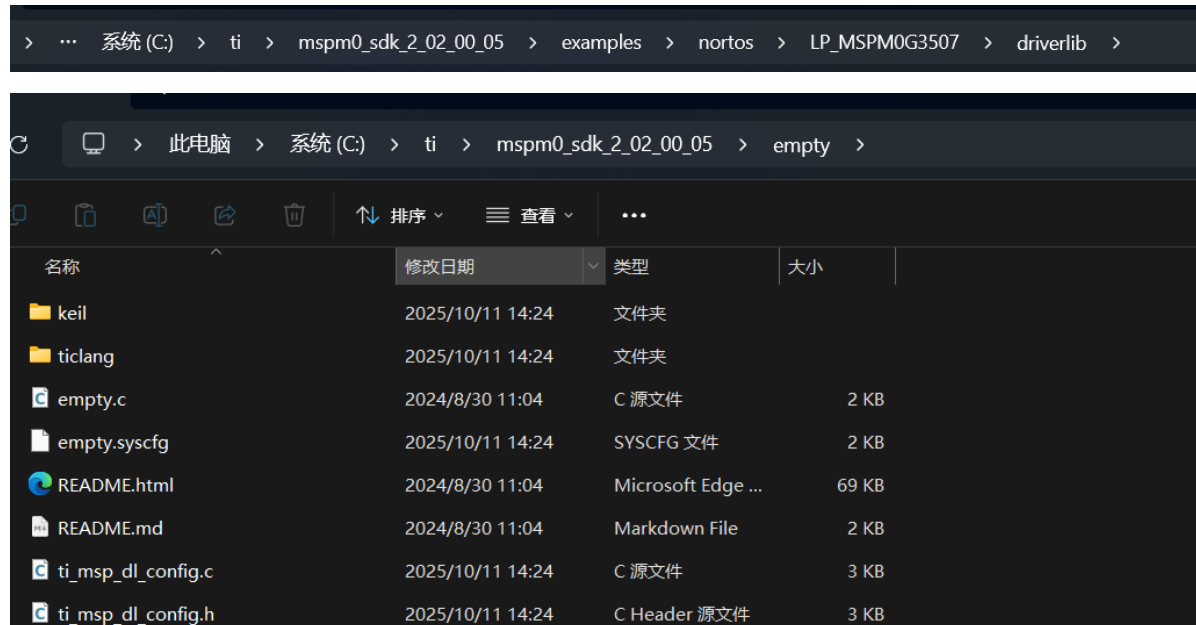 系统 (C:) ti mspm0_sdk_2_02_00_05 examples nortos LP_MSPM0G3507 driverlib
此电脑 系统 (C:) ti mspm0_sdk_2_02_00_05 empty
排序 查看
名称 修改日期 类型 大小
keil 2025/10/11 14:24 文件夹
ticlang 2025/10/11 14:24 文件夹
empty.c 2024/8/30 11:04 C 源文件 2 KB
empty.syscfg 2025/10/11 14:24 SYSCFG 文件 2 KB
README.html 2024/8/30 11:04 Microsoft Edge ... 69 KB
README.md 2024/8/30 11:04 Markdown File 2 KB
ti_msp_dl_config.c 2025/10/11 14:24 C 源文件 3 KB
ti_msp_dl_config.h 2025/10/11 14:24 C Header 源文件 3 KB